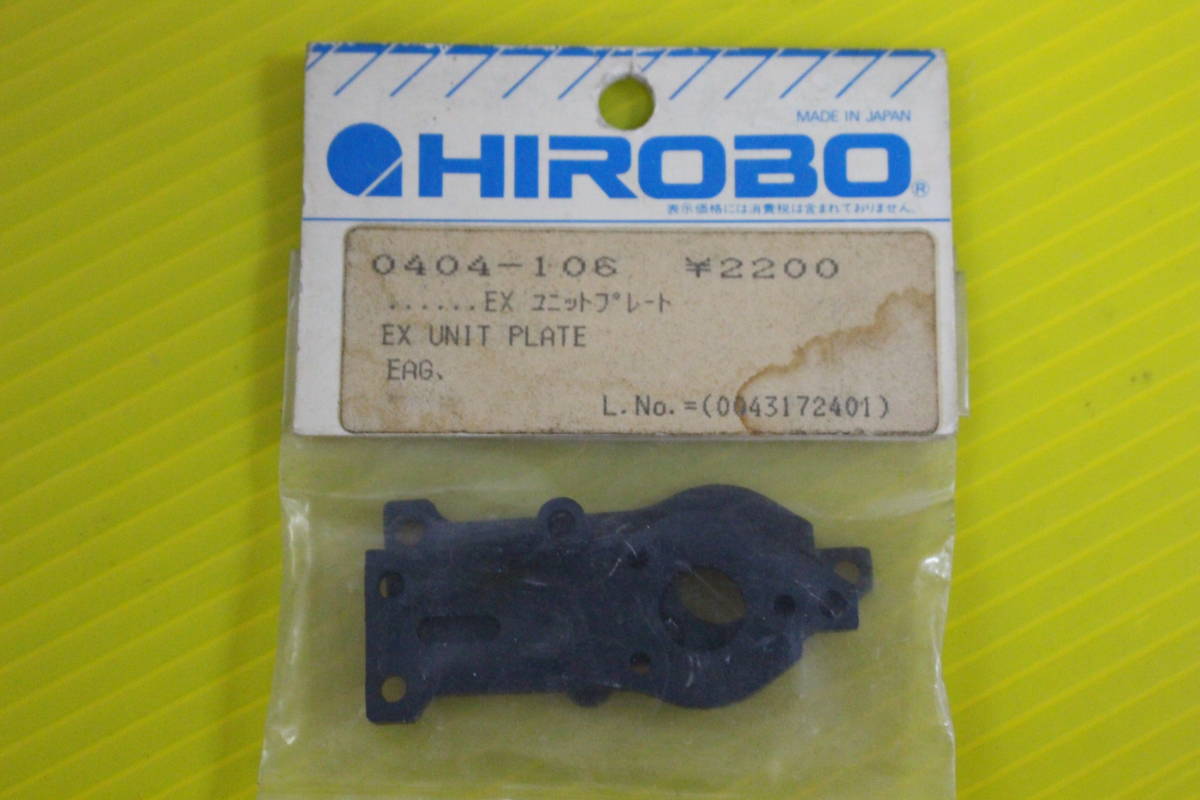 MADE IN JAPAN
HIROBO®
表示価格には消費税は含まれておりません。
0404-106 ¥2200
......EX ユニットプレート
EX UNIT PLATE
EAG、
L.No.=(0043172401)